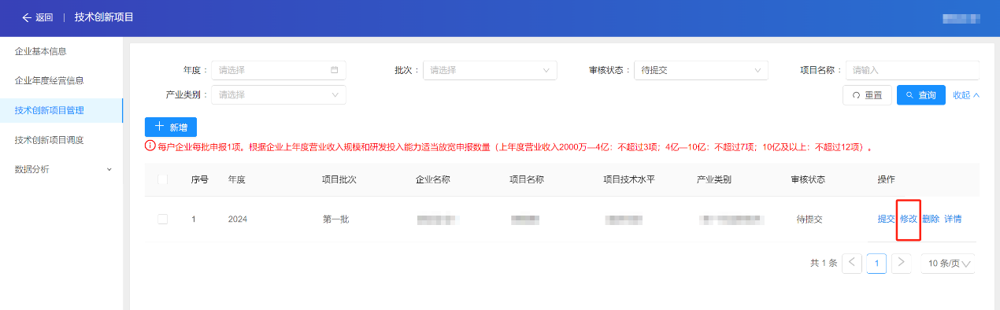 返回 | 技术创新项目
企业基本信息
企业年度经营信息
技术创新项目管理
技术创新项目调度
数据分析
年度： 请选择 批次： 请选择 审核状态： 待提交 项目名称： 请输入
产业类别： 请选择 重置 查询 收起
新增
每户企业每批申报1项。根据企业上年度营业收入规模和研发投入能力适当放宽申报数量（上年度营业收入2000万—4亿：不超过3项；4亿—10亿：不超过7项；10亿及以上：不超过12项）。
序号 年度 项目批次 企业名称 项目名称 项目技术水平 产业类别 审核状态 操作
1 2024 第一批 待提交 提交 修改 删除 详情
共 1 条 1 10 条/页